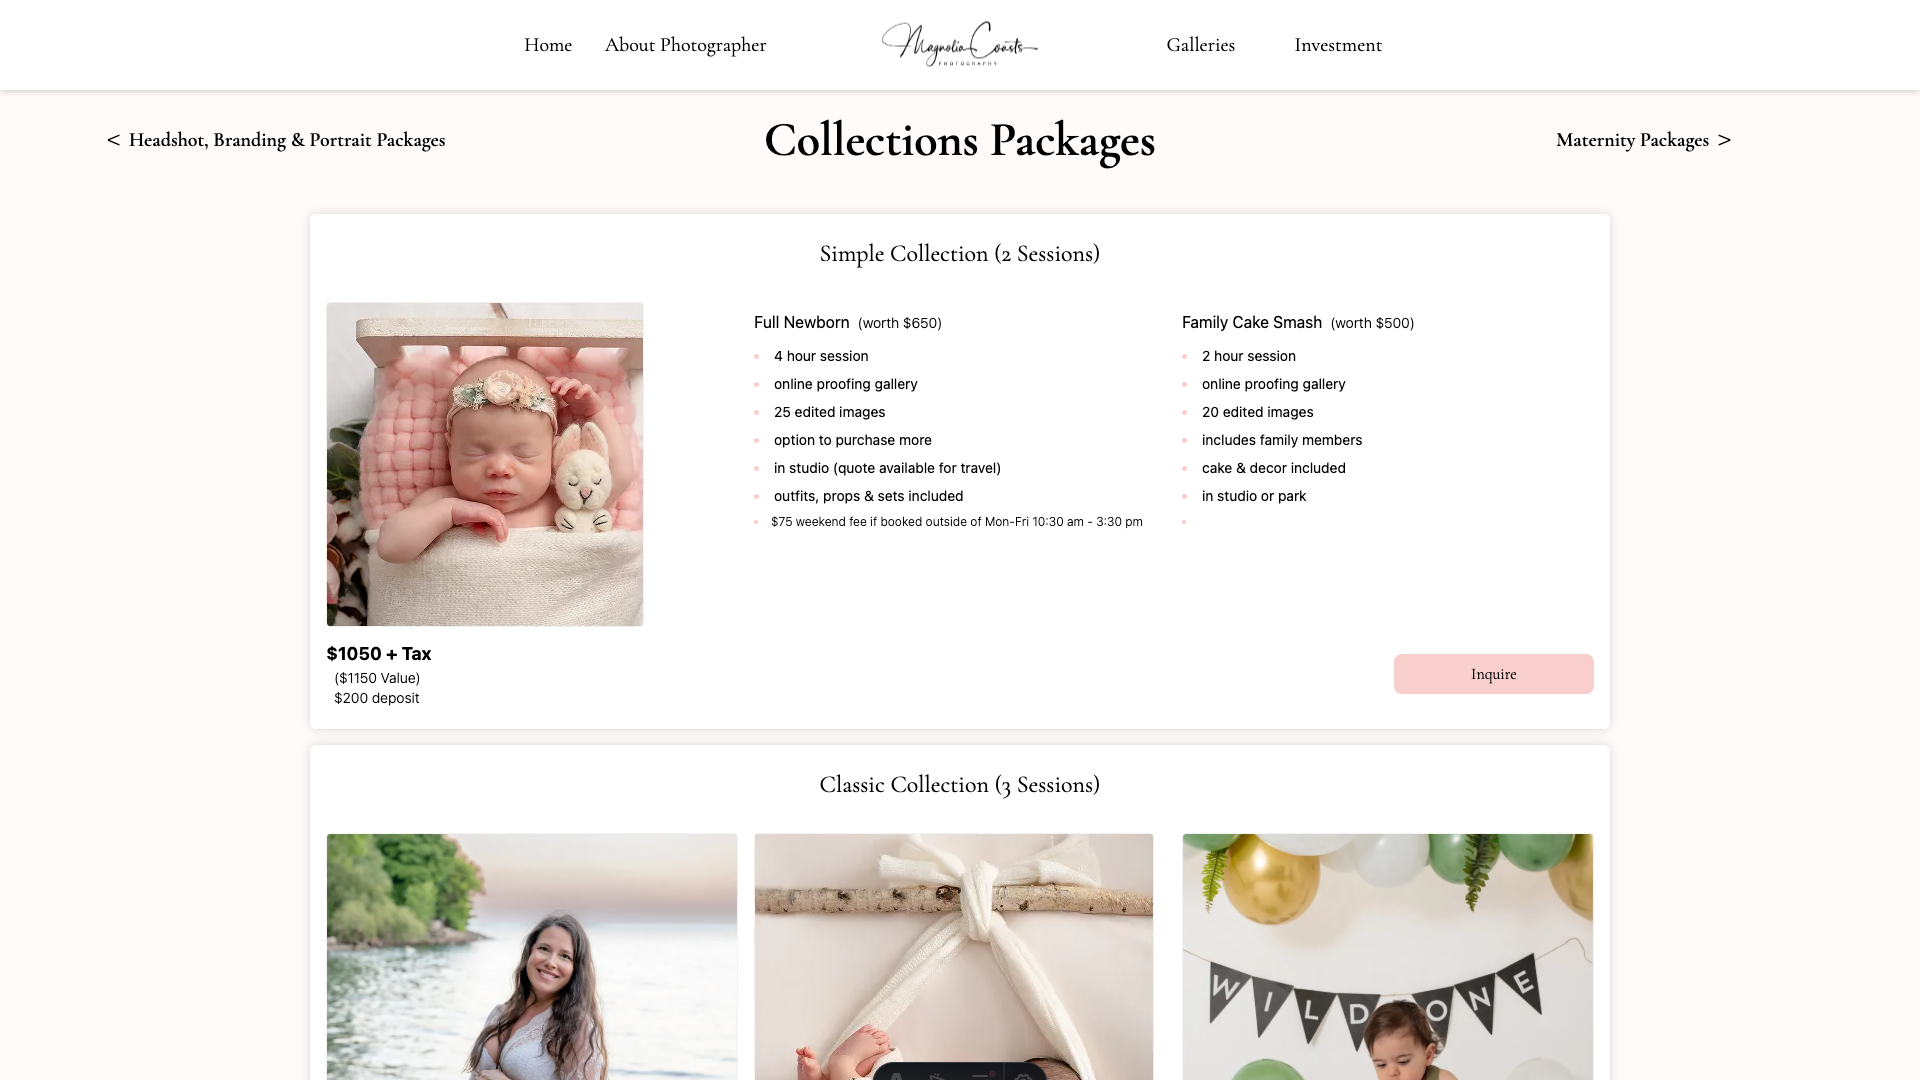 Home
About Photographer
Magnolia Coasts
PHOTOGRAPHY
Galleries
Investment
< Headshot, Branding & Portrait Packages
Collections Packages
Maternity Packages >
Simple Collection (2 Sessions)
Full Newborn (worth $650)
4 hour session
online proofing gallery
25 edited images
option to purchase more
in studio (quote available for travel)
outfits, props & sets included
$75 weekend fee if booked outside of Mon-Fri 10:30 am - 3:30 pm
Family Cake Smash (worth $500)
2 hour session
online proofing gallery
20 edited images
includes family members
cake & decor included
in studio or park
$1050 + Tax
($1150 Value)
$200 deposit
Inquire
Classic Collection (3 Sessions)
WILD ONE